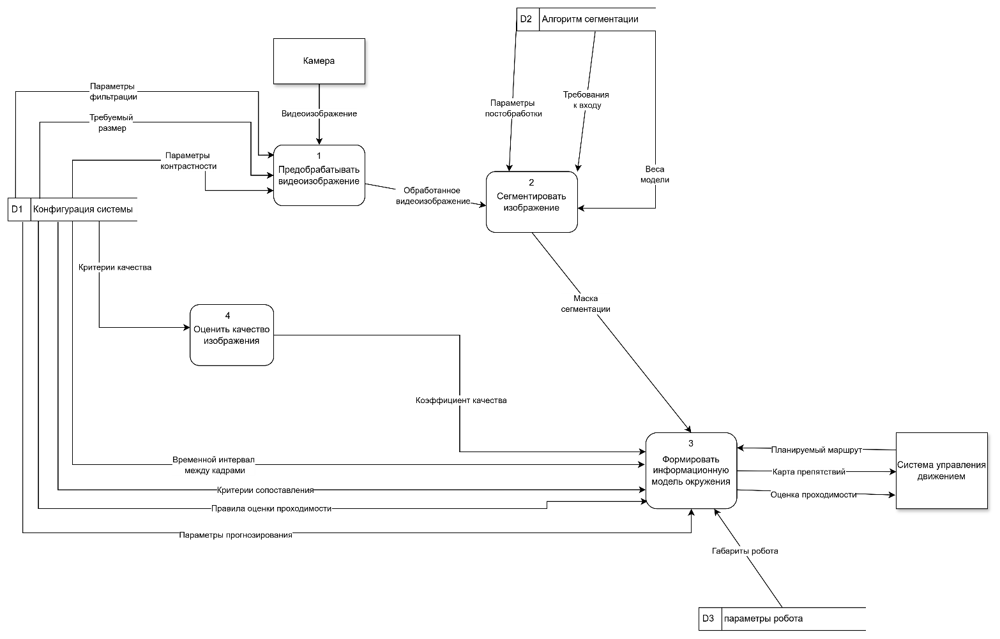 D2
Алгоритм сегментации
Камера
Параметры
фильтрации
Требования
к входу
Параметры
постобработки
Видеоизображение
Требуемый
размер
1
Предобрабатывать
видеоизображение
Параметры
контрастности
Веса
модели
2
Сегментировать
изображение
Обработанное
видеоизображение
D1
Конфигурация системы
Критерии качества
Маска
сегментации
4
Оценить качество
изображения
Коэффициент качества
3
Формировать
информационную
модель окружения
Планируемый маршрут
Карта препятствий
Оценка проходимости
Система управления
движением
Временной интервал
между кадрами
Критерии сопоставления
Правила оценки проходимости
Параметры прогнозирования
Габариты робота
D3
параметры робота